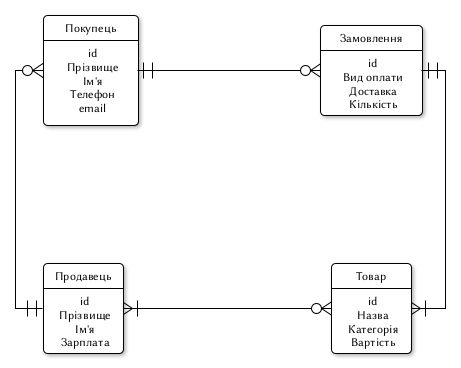 Покупець
id
Прізвище
Ім'я
Телефон
email
Замовлення
id
Вид оплати
Доставка
Кількість
Продавець
id
Прізвище
Ім'я
Зарплата
Товар
id
Назва
Категорія
Вартість